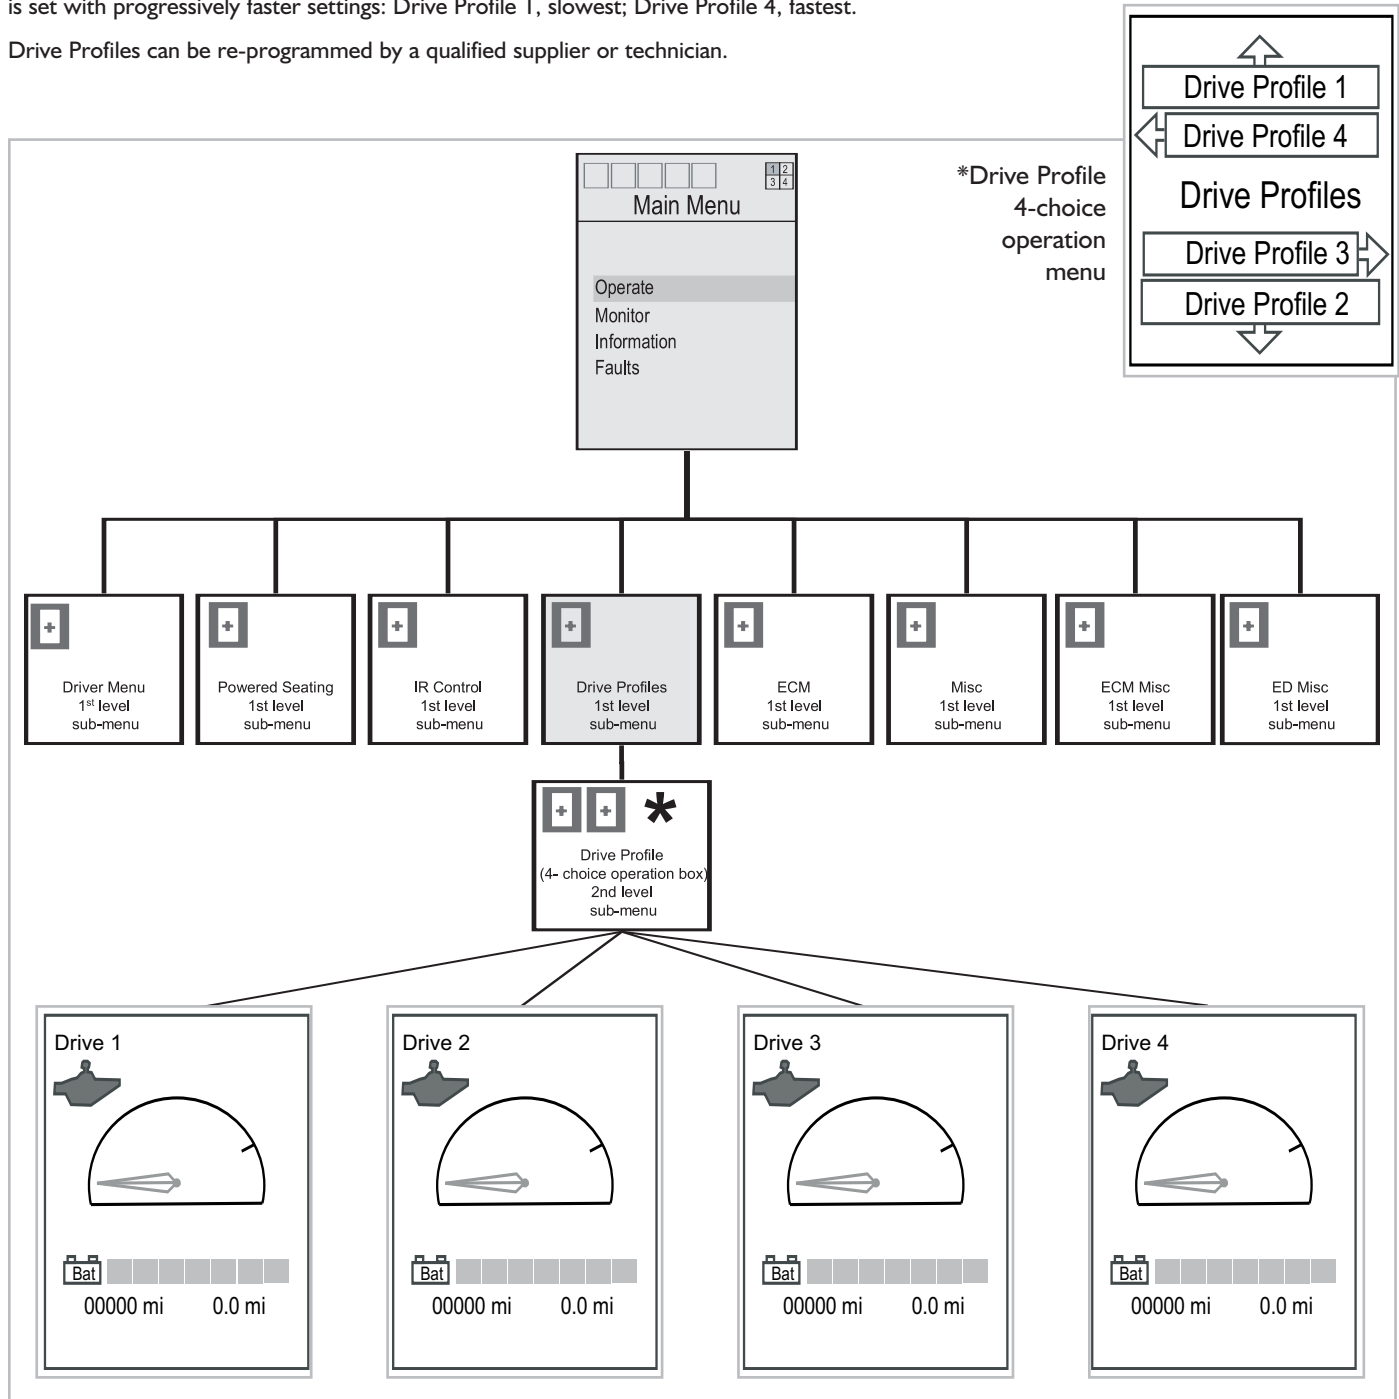 is set with progressively faster settings: Drive Profile 1, slowest; Drive Profile 4, fastest.
Drive Profiles can be re-programmed by a qualified supplier or technician.
Drive Profile 1
Drive Profile 4
Drive Profiles
Drive Profile 3
Drive Profile 2
*Drive Profile
4-choice
operation
menu
1 2
3 4
Main Menu
Operate
Monitor
Information
Faults
Driver Menu
1st level
sub-menu
Powered Seating
1st level
sub-menu
IR Control
1st level
sub-menu
Drive Profiles
1st level
sub-menu
ECM
1st level
sub-menu
Misc
1st level
sub-menu
ECM Misc
1st level
sub-menu
ED Misc
1st level
sub-menu
*
Drive Profile
(4- choice operation box)
2nd level
sub-menu
Drive 1
Bat
00000 mi 0.0 mi
Drive 2
Bat
00000 mi 0.0 mi
Drive 3
Bat
00000 mi 0.0 mi
Drive 4
Bat
00000 mi 0.0 mi